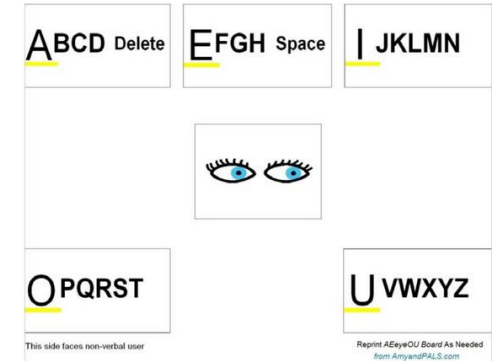 ABCD Delete
EFGH Space
IJKLMN
OPQRST
UVWXYZ
This side faces non-verbal user
Reprint AEeyeOU Board As Needed
from AmyandPALS.com